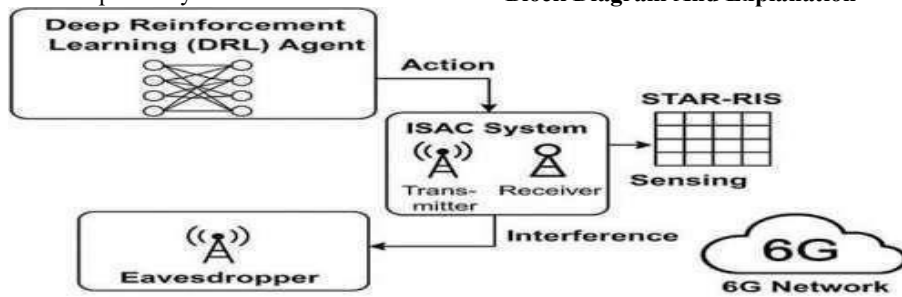 Block Diagram And Explanation
Deep Reinforcement
Learning (DRL) Agent
Action
STAR-RIS
ISAC System
Trans-
mitter
Receiver
Sensing
Interference
Eavesdropper
6G
6G Network